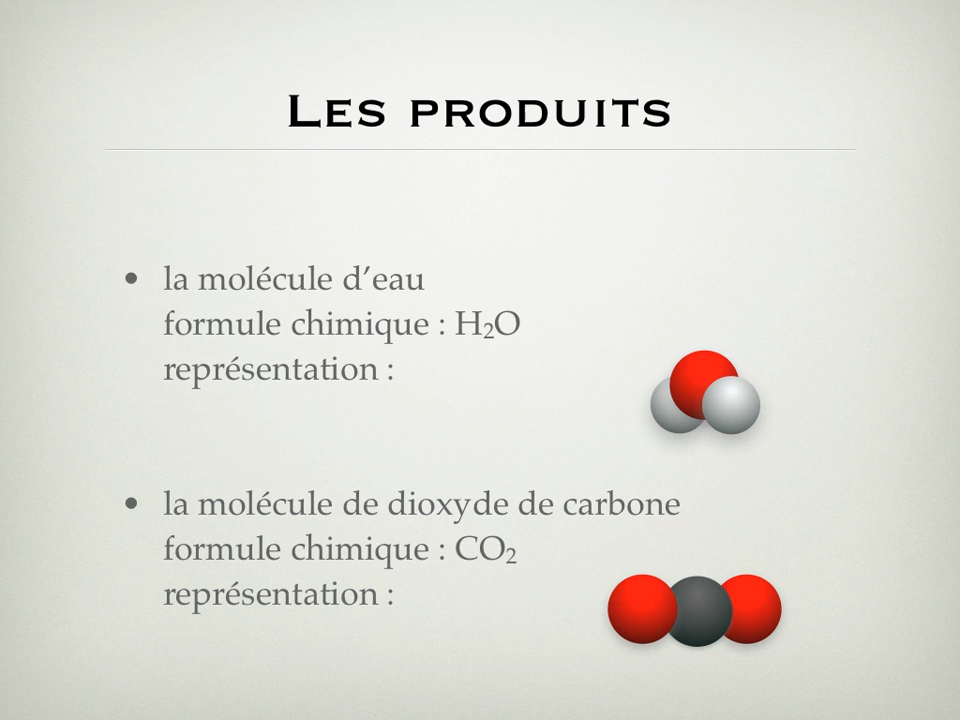 Les produits
• la molécule d’eau
formule chimique : H₂O
représentation :
• la molécule de dioxyde de carbone
formule chimique : CO₂
représentation :